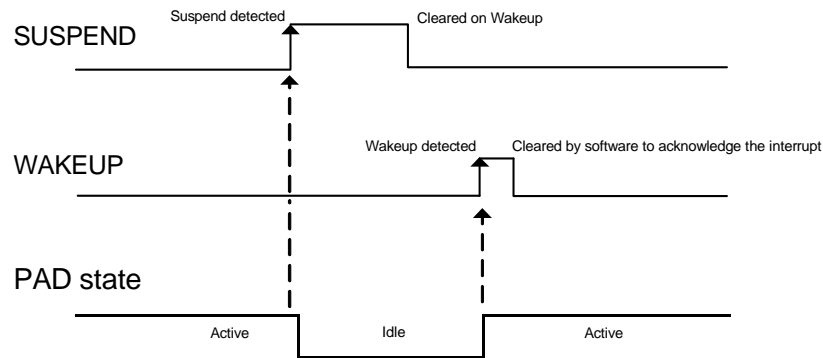 Suspend detected
Cleared on Wakeup
SUSPEND
Wakeup detected
Cleared by software to acknowledge the interrupt
WAKEUP
PAD state
Active
Idle
Active